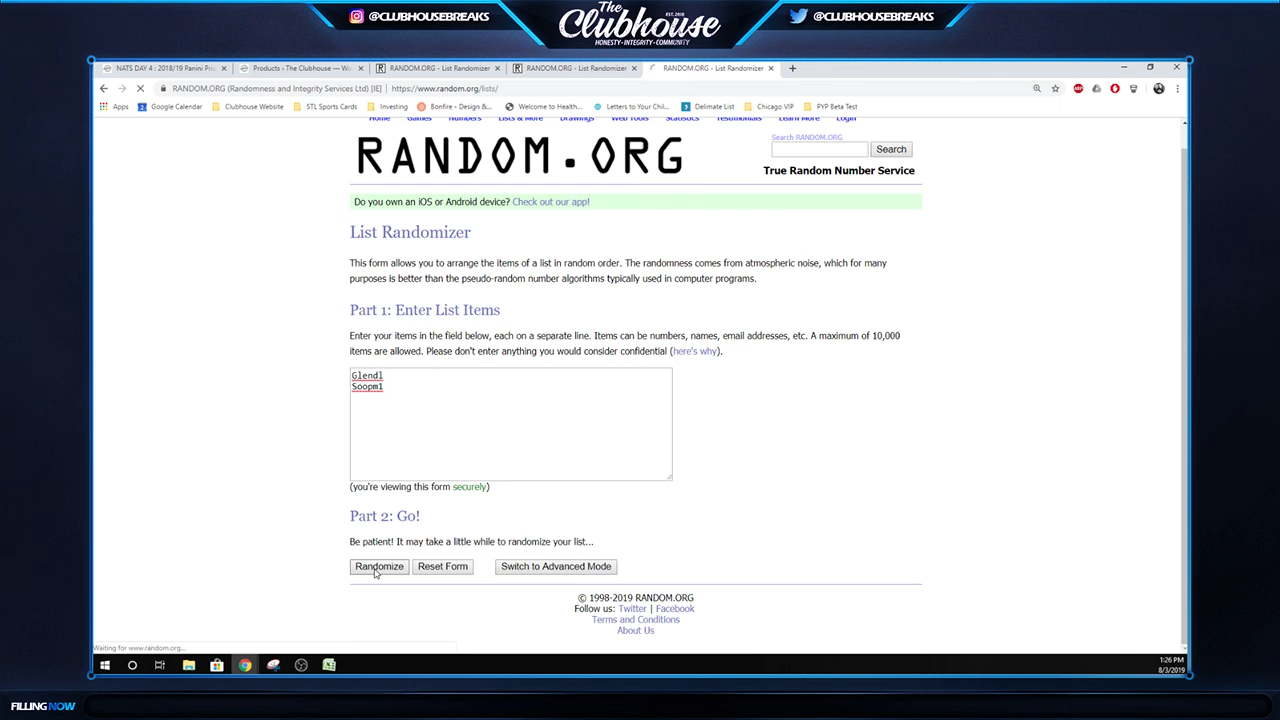 @CLUBHOUSEBREAKS
The
EST. 2010
Clubhouse
HONESTY•INTEGRITY•COMMUNITY
@CLUBHOUSEBREAKS
NATS DAY 4 : 2018/19 Panini Pri
Products ‹ The Clubhouse — Wo
RANDOM.ORG - List Randomizer
RANDOM.ORG - List Randomizer
RANDOM.ORG - List Randomizer
RANDOM.ORG (Randomness and Integrity Services Ltd) [IE] | https://www.random.org/lists/
Apps Google Calendar Clubhouse Website STL Sports Cards Investing Bonfire - Design &... Welcome to Health... Letters to Your Chil... Delimate List Chicago VIP PYP Beta Test
Home Games Numbers Lists & More Drawings Web Tools Statistics Testimonials Learn More Login
RANDOM.ORG
Search RANDOM.ORG
Search
True Random Number Service
Do you own an iOS or Android device? Check out our app!
List Randomizer
This form allows you to arrange the items of a list in random order. The randomness comes from atmospheric noise, which for many
purposes is better than the pseudo-random number algorithms typically used in computer programs.
Part 1: Enter List Items
Enter your items in the field below, each on a separate line. Items can be numbers, names, email addresses, etc. A maximum of 10,000
items are allowed. Please don't enter anything you would consider confidential (here's why).
Glendl
Soopm1
(you're viewing this form securely)
Part 2: Go!
Be patient! It may take a little while to randomize your list...
Randomize Reset Form Switch to Advanced Mode
© 1998-2019 RANDOM.ORG
Follow us: Twitter | Facebook
Terms and Conditions
About Us
Waiting for www.random.org...
1:26 PM
8/3/2019
FILLING NOW